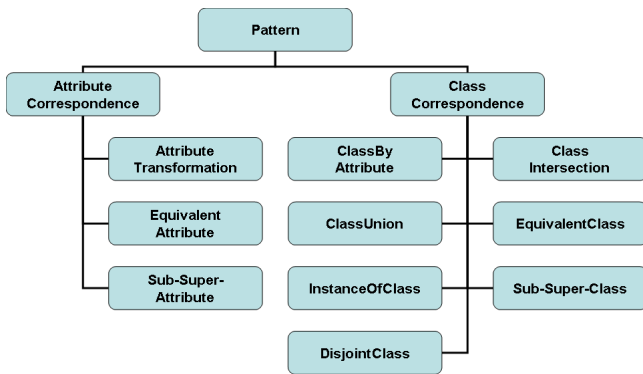 Pattern
Attribute
Correspondence
Class
Correspondence
Attribute
Transformation
ClassBy
Attribute
Class
Intersection
Equivalent
Attribute
ClassUnion
EquivalentClass
Sub-Super-
Attribute
InstanceOfClass
Sub-Super-Class
DisjointClass